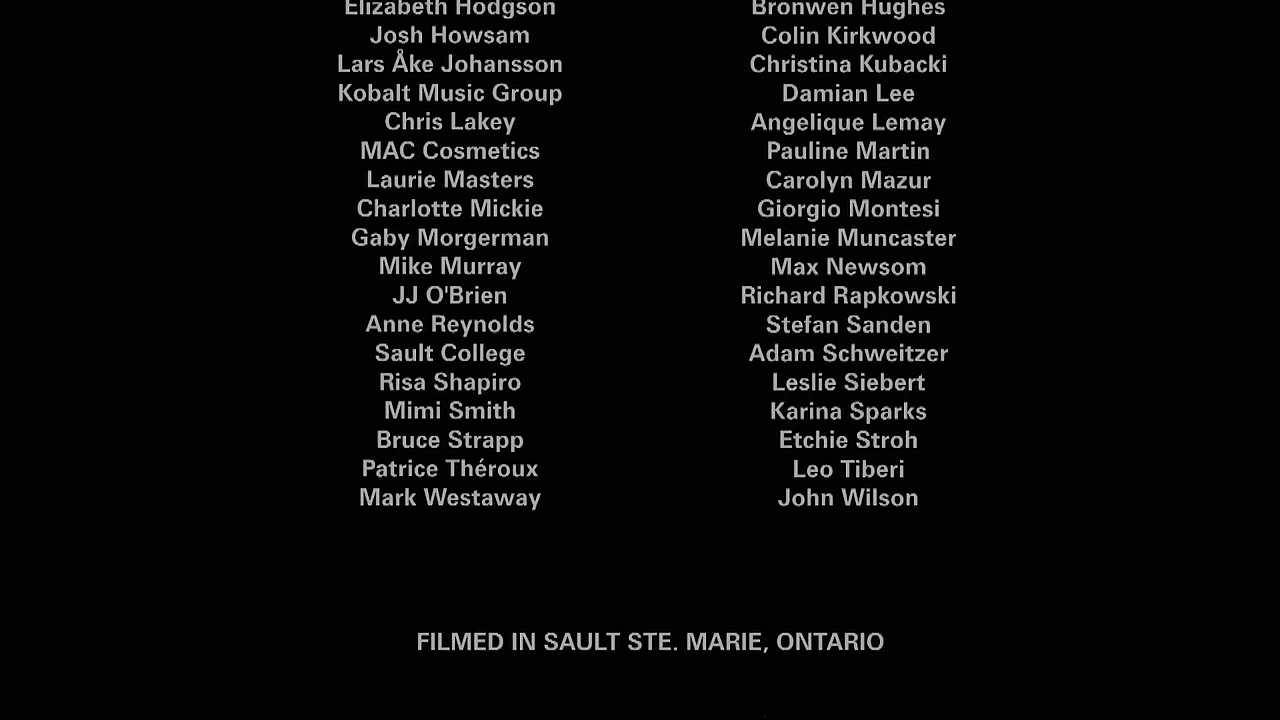 Elizabeth Hodgson Bronwen Hughes
Josh Howsam Colin Kirkwood
Lars Åke Johansson Christina Kubacki
Kobalt Music Group Damian Lee
Chris Lakey Angelique Lemay
MAC Cosmetics Pauline Martin
Laurie Masters Carolyn Mazur
Charlotte Mickie Giorgio Montesi
Gaby Morgerman Melanie Muncaster
Mike Murray Max Newsom
JJ O'Brien Richard Rapkowski
Anne Reynolds Stefan Sanden
Sault College Adam Schweitzer
Risa Shapiro Leslie Siebert
Mimi Smith Karina Sparks
Bruce Strapp Etchie Stroh
Patrice Théroux Leo Tiberi
Mark Westaway John Wilson
FILMED IN SAULT STE. MARIE, ONTARIO